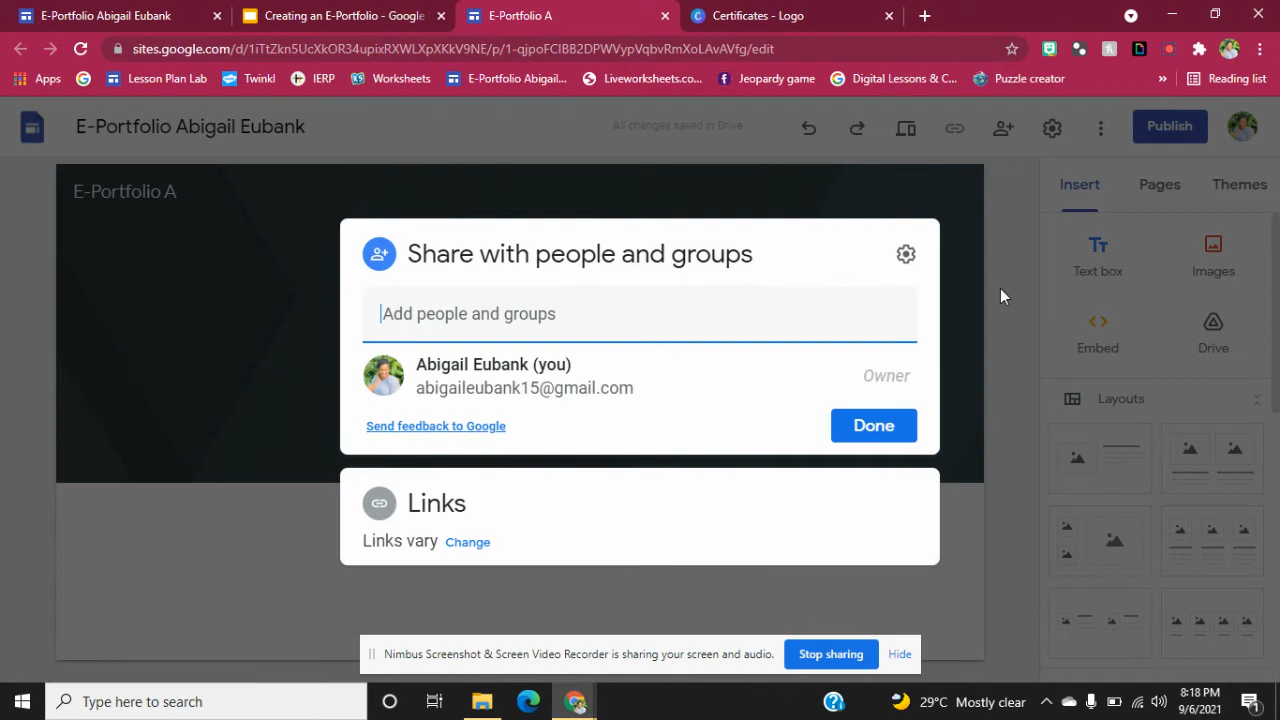 E-Portfolio Abigail Eubank
Creating an E-Portfolio - Google
E-Portfolio A
Certificates - Logo
sites.google.com/d/1iTtZkn5UcXkOR34upixRXWLXpXKkV9NE/p/1-qjpoFCIBB2DPWVypVqbvRmXoLAvAVfg/edit
Apps
Lesson Plan Lab
Twinkl
IERP
Worksheets
E-Portfolio Abigail...
Liveworksheets.co...
Jeopardy game
Digital Lessons & C...
Puzzle creator
»
Reading list
E-Portfolio Abigail Eubank
All changes saved in Drive
Publish
E-Portfolio A
Insert
Pages
Themes
Share with people and groups
Text box
Images
Add people and groups
Embed
Drive
Abigail Eubank (you)
abigaileubank15@gmail.com
Owner
Layouts
Send feedback to Google
Done
Links
Links vary Change
Nimbus Screenshot & Screen Video Recorder is sharing your screen and audio.
Stop sharing
Hide
Type here to search
29°C Mostly clear
8:18 PM
9/6/2021